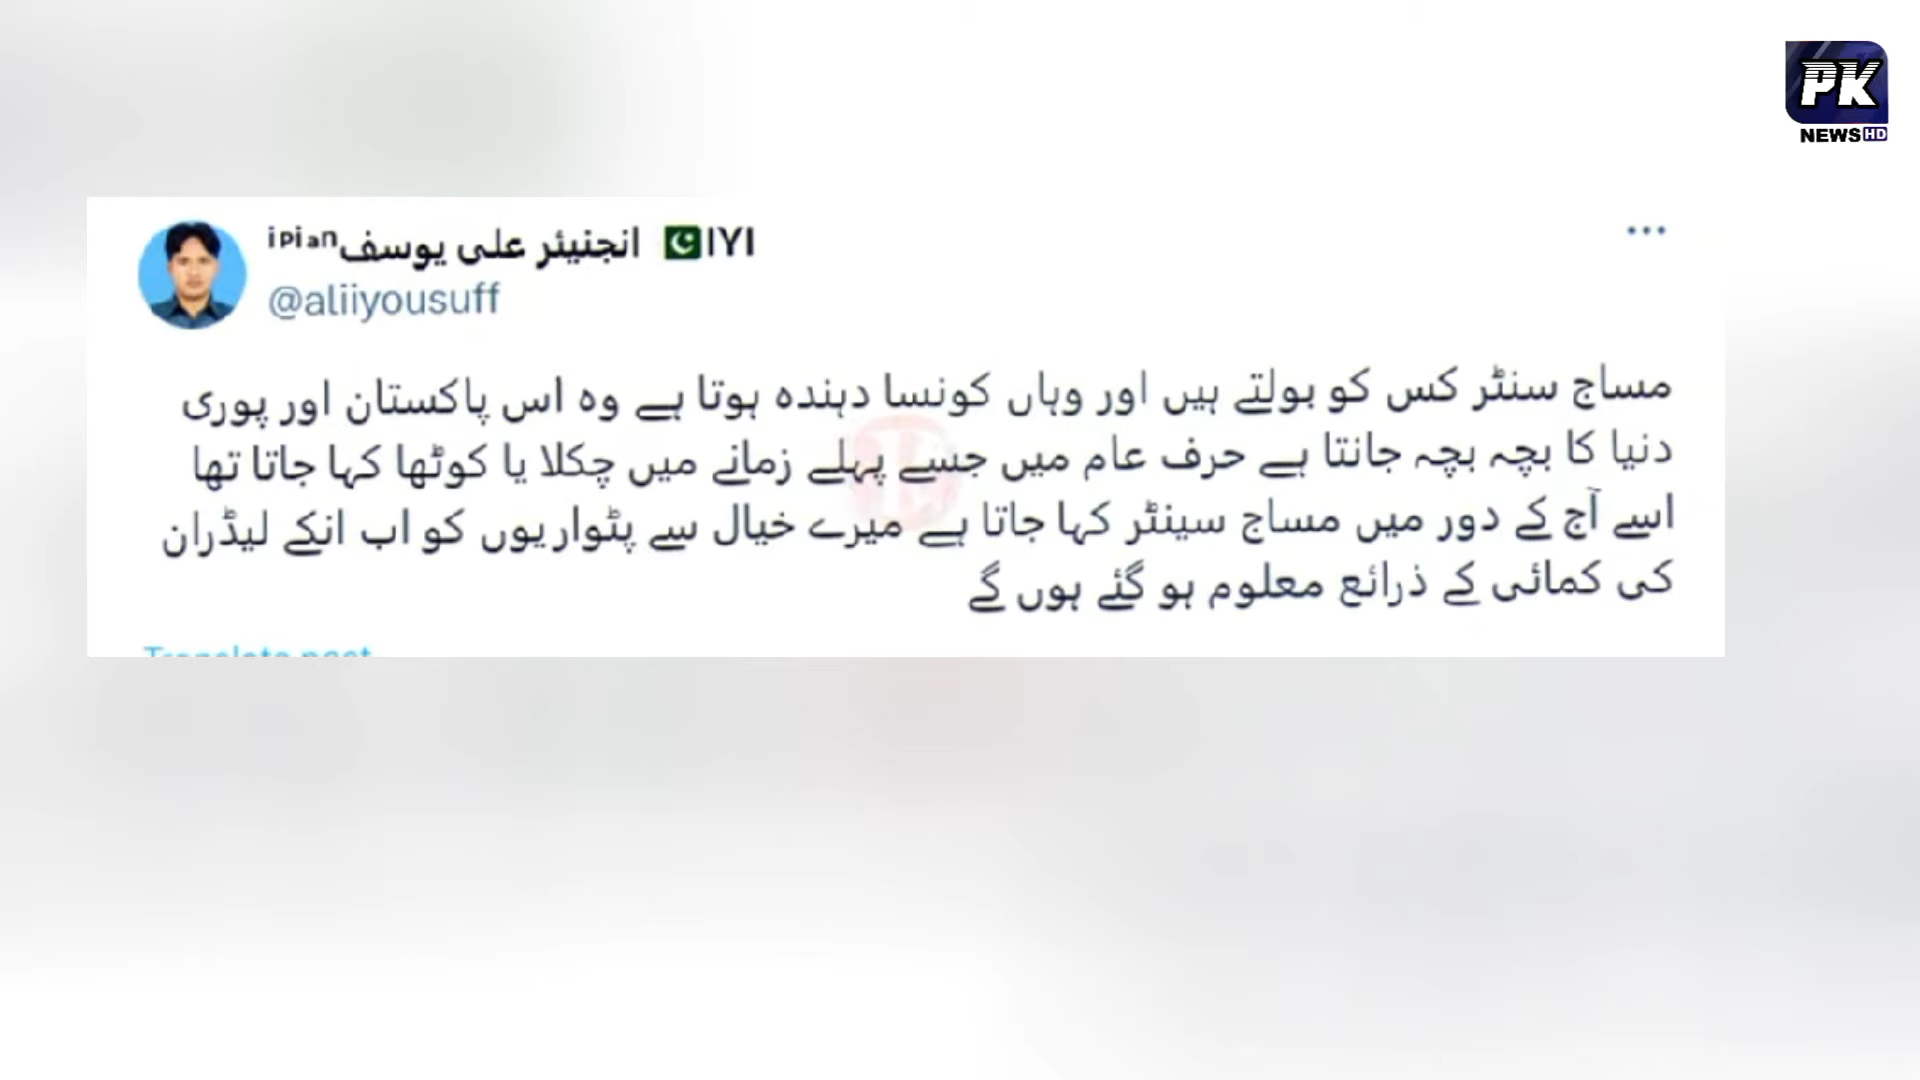 PK
NEWS HD
انجنیئر علی یوسفⁱᵖⁱᵃⁿ 🇵🇰IYI
@aliiyousuff
مساج سنٹر کس کو بولتے ہیں اور وہاں کونسا دہندہ ہوتا ہے وہ اس پاکستان اور پوری
دنیا کا بچہ بچہ جانتا ہے حرف عام میں جسے پہلے زمانے میں چکلا یا کوٹھا کہا جاتا تھا
اسے آج کے دور میں مساج سینٹر کہا جاتا ہے میرے خیال سے پٹواریوں کو اب انکے لیڈران
کی کمائی کے ذرائع معلوم ہو گئے ہوں گے
Translate post